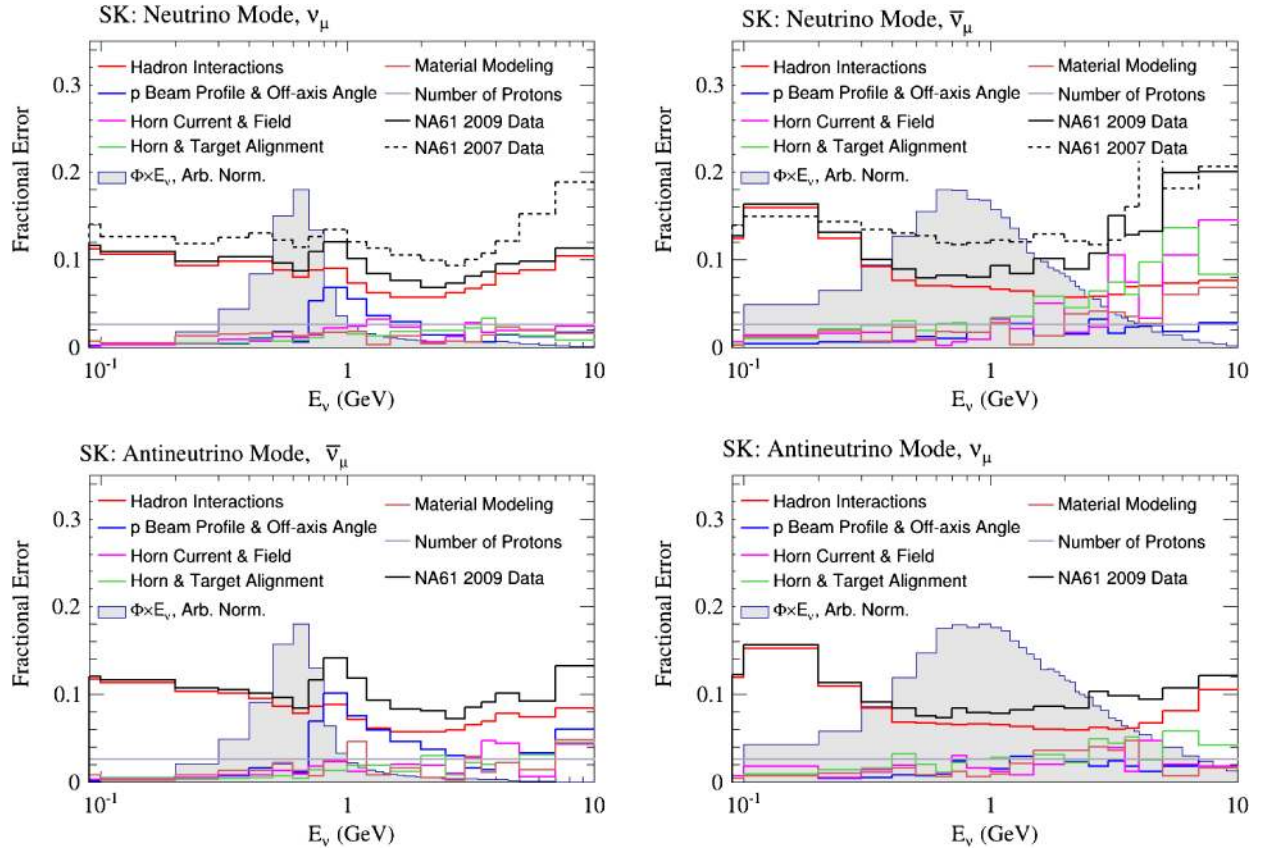 SK: Neutrino Mode, νμ
Fractional Error
0.3
0.2
0.1
0
Hadron Interactions
p Beam Profile & Off-axis Angle
Horn Current & Field
Horn & Target Alignment
Φ×Eν, Arb. Norm.
Material Modeling
Number of Protons
NA61 2009 Data
NA61 2007 Data
10⁻¹
1
10
Eν (GeV)
SK: Neutrino Mode, ν̅μ
Fractional Error
0.3
0.2
0.1
0
Hadron Interactions
p Beam Profile & Off-axis Angle
Horn Current & Field
Horn & Target Alignment
Φ×Eν, Arb. Norm.
Material Modeling
Number of Protons
NA61 2009 Data
NA61 2007 Data
10⁻¹
1
10
Eν (GeV)
SK: Antineutrino Mode, ν̅μ
Fractional Error
0.3
0.2
0.1
0
Hadron Interactions
p Beam Profile & Off-axis Angle
Horn Current & Field
Horn & Target Alignment
Φ×Eν, Arb. Norm.
Material Modeling
Number of Protons
NA61 2009 Data
10⁻¹
1
10
Eν (GeV)
SK: Antineutrino Mode, νμ
Fractional Error
0.3
0.2
0.1
0
Hadron Interactions
p Beam Profile & Off-axis Angle
Horn Current & Field
Horn & Target Alignment
Φ×Eν, Arb. Norm.
Material Modeling
Number of Protons
NA61 2009 Data
10⁻¹
1
10
Eν (GeV)